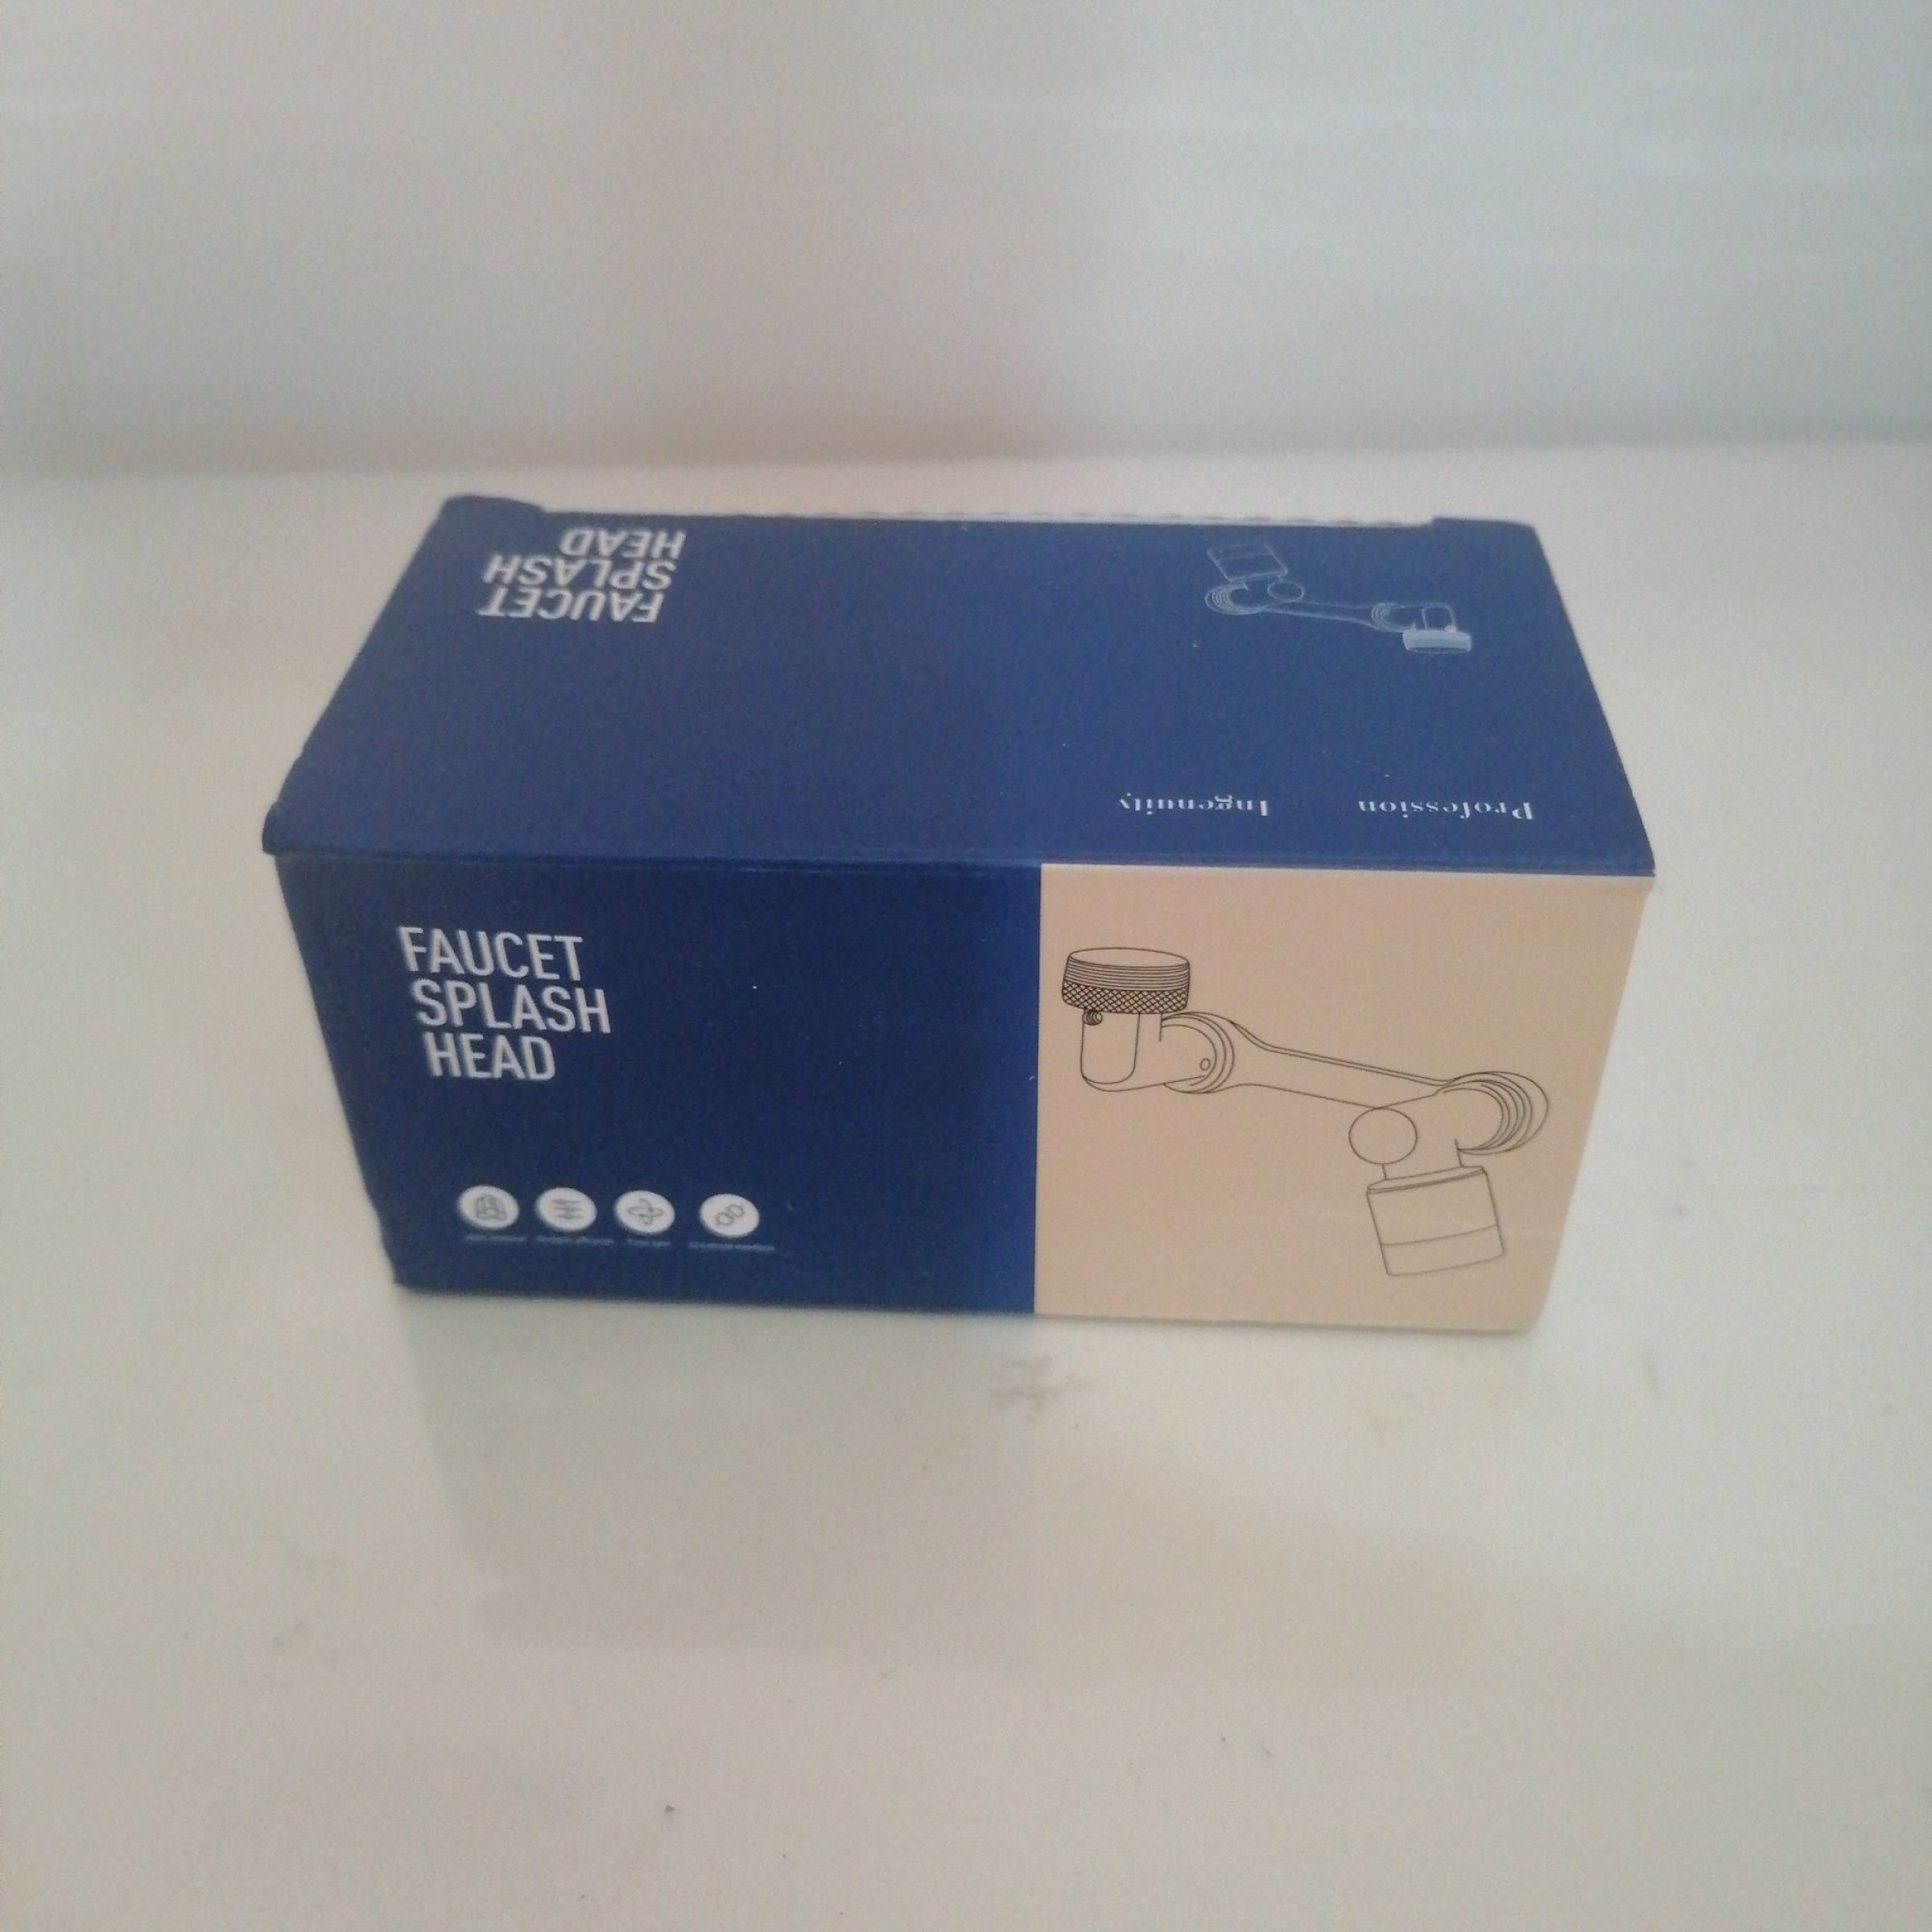 FAUCET
SPLASH
HEAD
Profession Ingenuity
FAUCET
SPLASH
HEAD